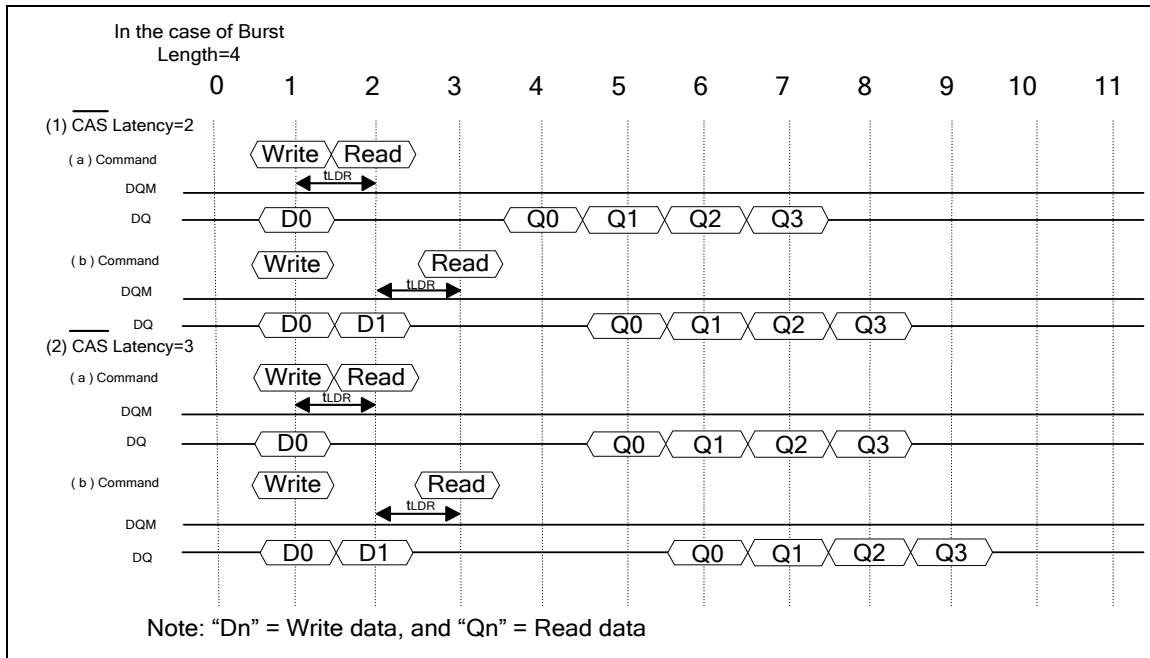 In the case of Burst
Length=4
0 1 2 3 4 5 6 7 8 9 10 11
(1) CAS Latency=2
( a ) Command Write Read
tLDR
DQM
DQ D0 Q0 Q1 Q2 Q3
( b ) Command Write Read
tLDR
DQM
DQ D0 D1 Q0 Q1 Q2 Q3
(2) CAS Latency=3
( a ) Command Write Read
tLDR
DQM
DQ D0 Q0 Q1 Q2 Q3
( b ) Command Write Read
tLDR
DQM
DQ D0 D1 Q0 Q1 Q2 Q3
Note: “Dn” = Write data, and “Qn” = Read data